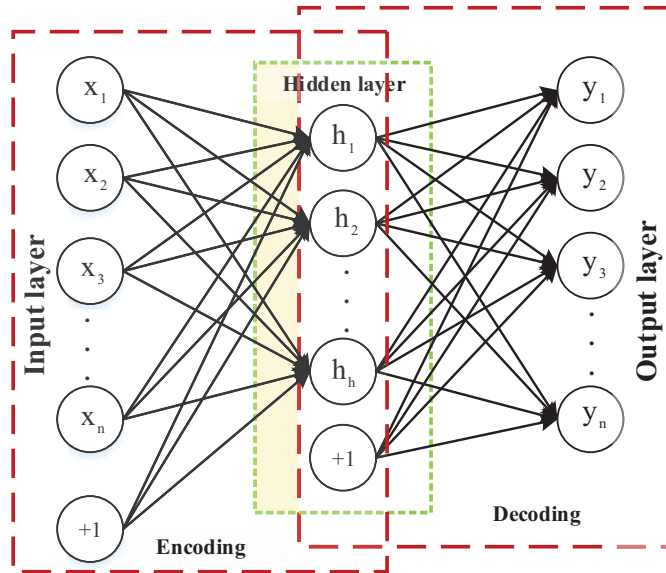 Input layer
x1
x2
x3
xn
+1
Encoding
Hidden layer
h1
h2
hh
+1
Decoding
y1
y2
y3
yn
Output layer